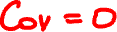 Cov = 0